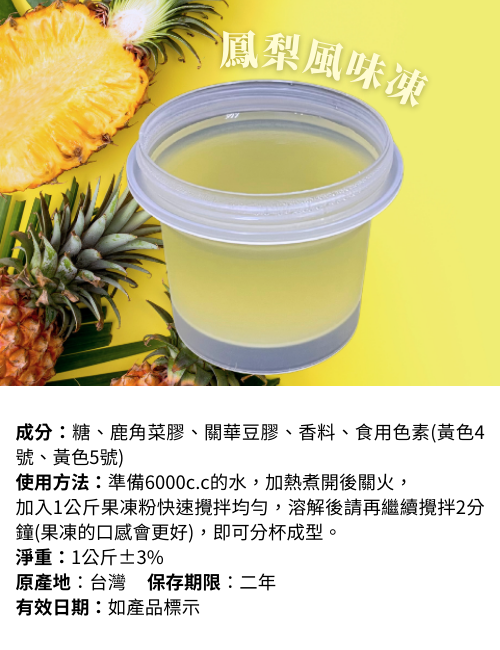 鳳梨風味凍
成分：糖、鹿角菜膠、關華豆膠、香料、食用色素(黃色4
號、黃色5號)
使用方法：準備6000c.c的水，加熱煮開後關火，
加入1公斤果凍粉快速攪拌均勻，溶解後請再繼續攪拌2分
鐘(果凍的口感會更好)，即可分杯成型。
淨重：1公斤±3%
原產地：台灣　保存期限：二年
有效日期：如產品標示